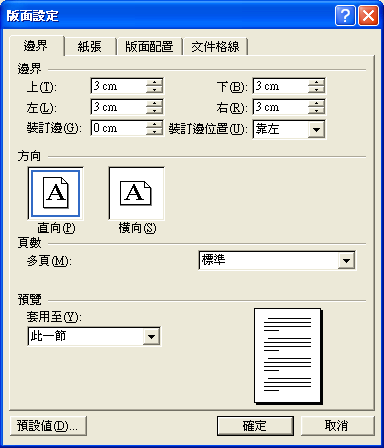 版面設定
邊界 紙張 版面配置 文件格線
邊界
上(T): 3 cm 下(B): 3 cm
左(L): 3 cm 右(R): 3 cm
裝訂邊(G): 0 cm 裝訂邊位置(U): 靠左
方向
A A
直向(P) 橫向(S)
頁數
多頁(M): 標準
預覽
套用至(Y):
此一節
預設值(D)... 確定 取消